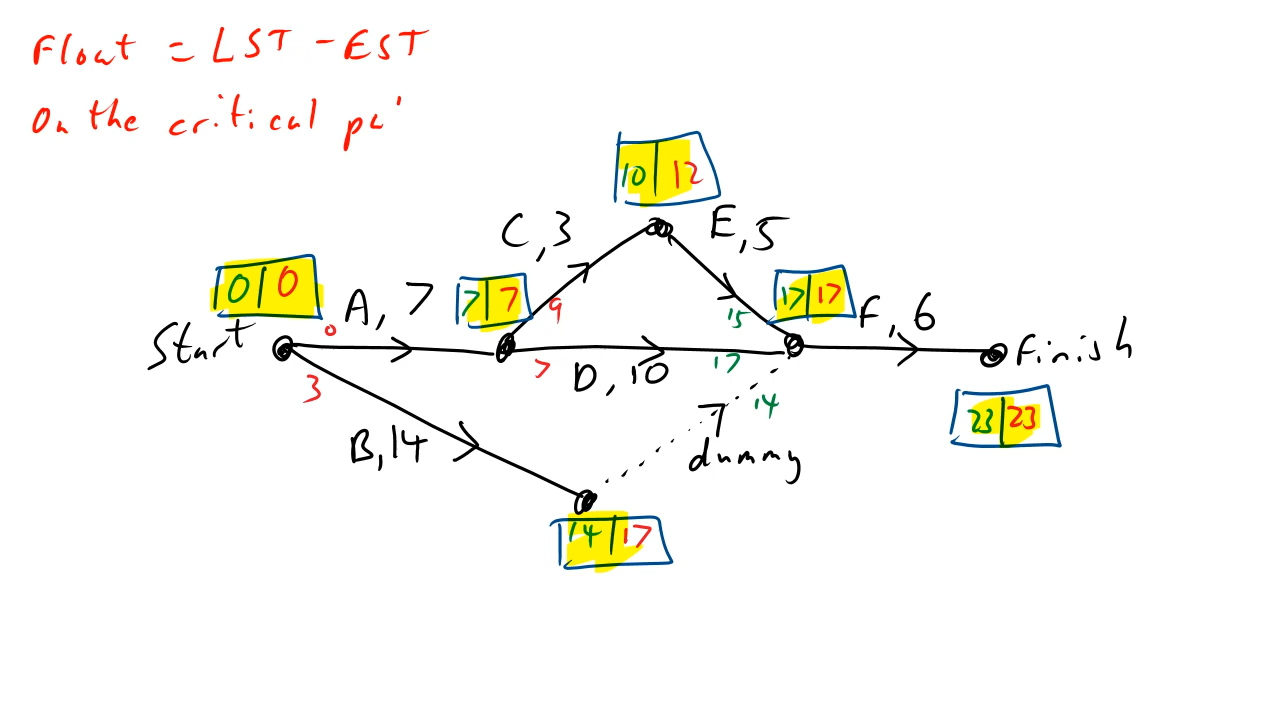 Float = LST - EST
On the critical pa
10 | 12
C, 3
E, 5
0 | 0
A, 7
7 | 7
17 | 17
F, 6
9
15
Start
0
Finish
3
7
D, 10
17
14
23 | 23
B, 14
dummy
14 | 17